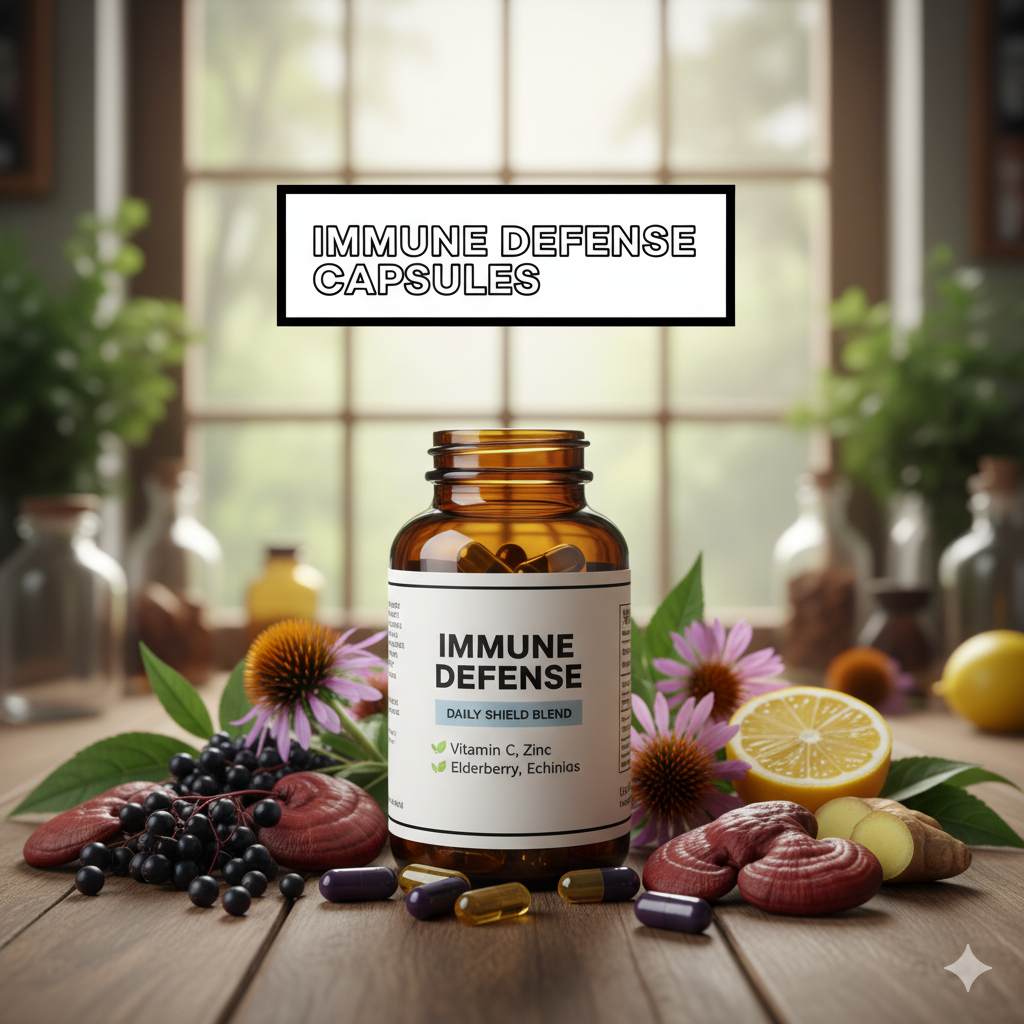 IMMUNE DEFENSE
CAPSULES
IMMUNE
DEFENSE
DAILY SHIELD BLEND
Vitamin C, Zinc
Elderberry, Echinias